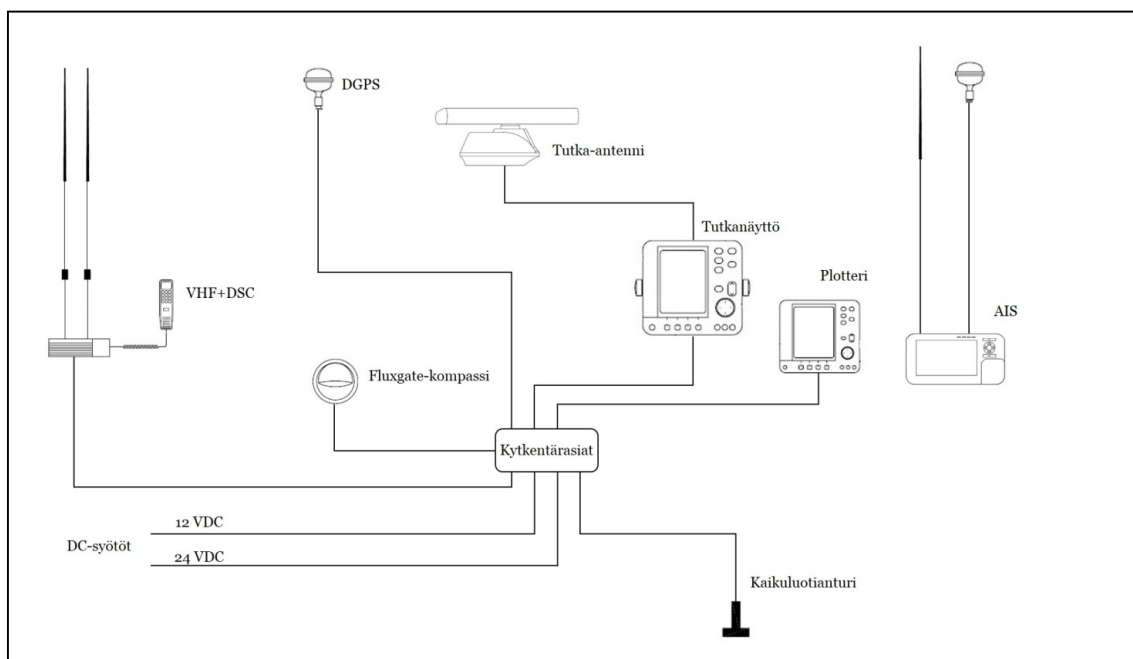 DGPS
Tutka-antenni
Tutkanäyttö
Plotteri
VHF+DSC
AIS
Fluxgate-kompassi
Kytkentärasiat
12 VDC
DC-syötöt
24 VDC
Kaikuluotianturi